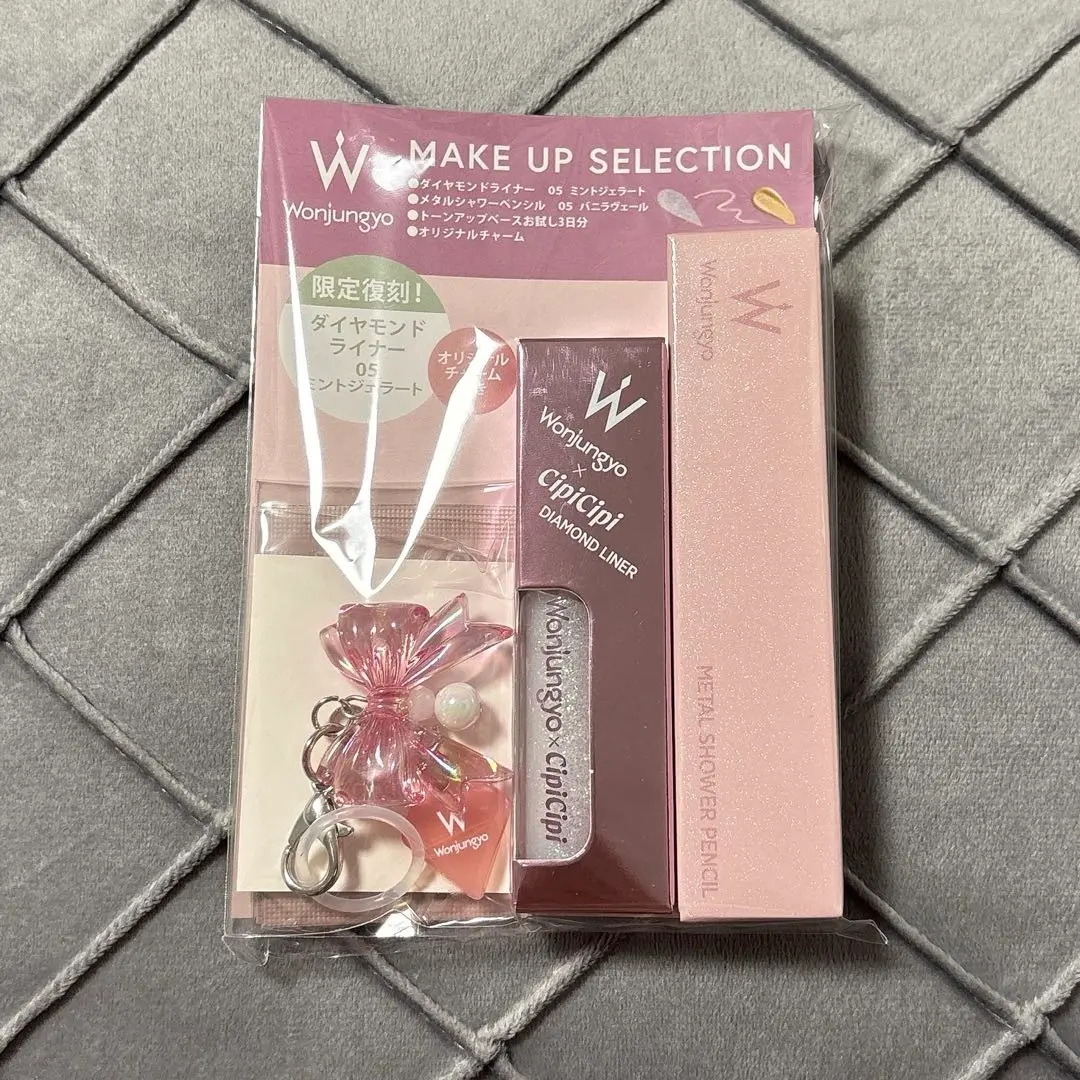 W
Wonjungyo
MAKE UP SELECTION
●ダイヤモンドライナー 05 ミントジェラート
●メタルシャワーペンシル 05 バニラヴェール
●トーンアップベースお試し3日分
●オリジナルチャーム
限定復刻!
ダイヤモンド
ライナー
05
ミントジェラート
オリジナル
チャーム
W
Wonjungyo
×
CipiCipi
DIAMOND LINER
Wonjungyo×CipiCipi
W
Wonjungyo
METAL SHOWER PENCIL
W
Wonjungyo